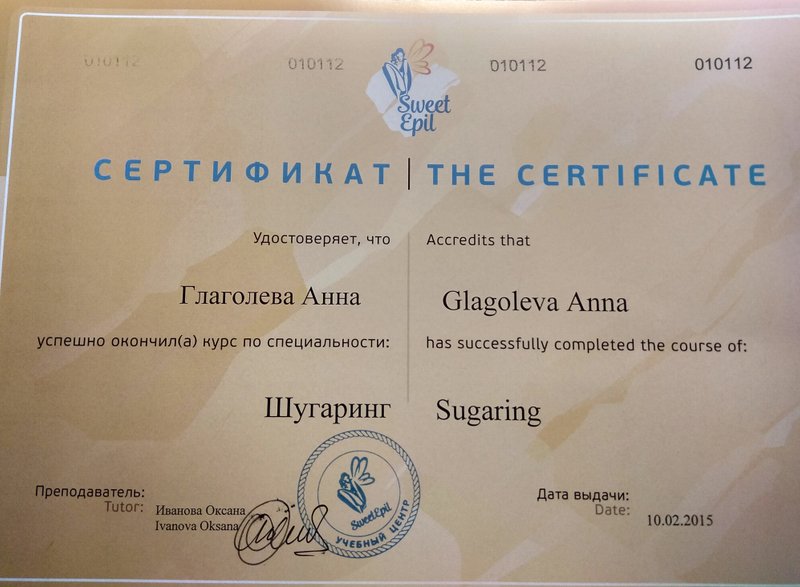 010112 010112 010112 010112
Sweet
Epil
СЕРТИФИКАТ | THE CERTIFICATE
Удостоверяет, что
Accredits that
Глаголева Анна
Glagoleva Anna
успешно окончил(а) курс по специальности:
has successfully completed the course of:
Шугаринг
Sugaring
Преподаватель:
Tutor:
Иванова Оксана
Ivanova Oksana
SweetEpil
УЧЕБНЫЙ ЦЕНТР
Дата выдачи:
Date:
10.02.2015